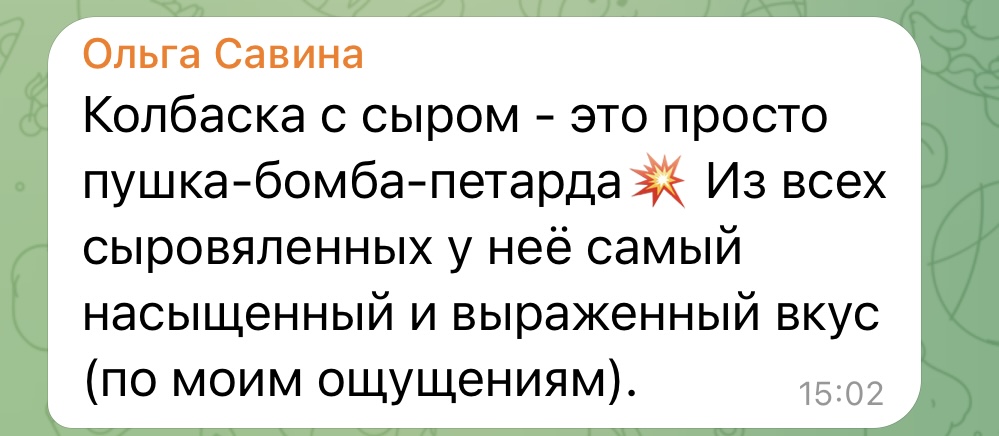 Ольга Савина
Колбаска с сыром - это просто
пушка-бомба-петарда💥 Из всех
сыровяленных у неё самый
насыщенный и выраженный вкус
(по моим ощущениям).
15:02